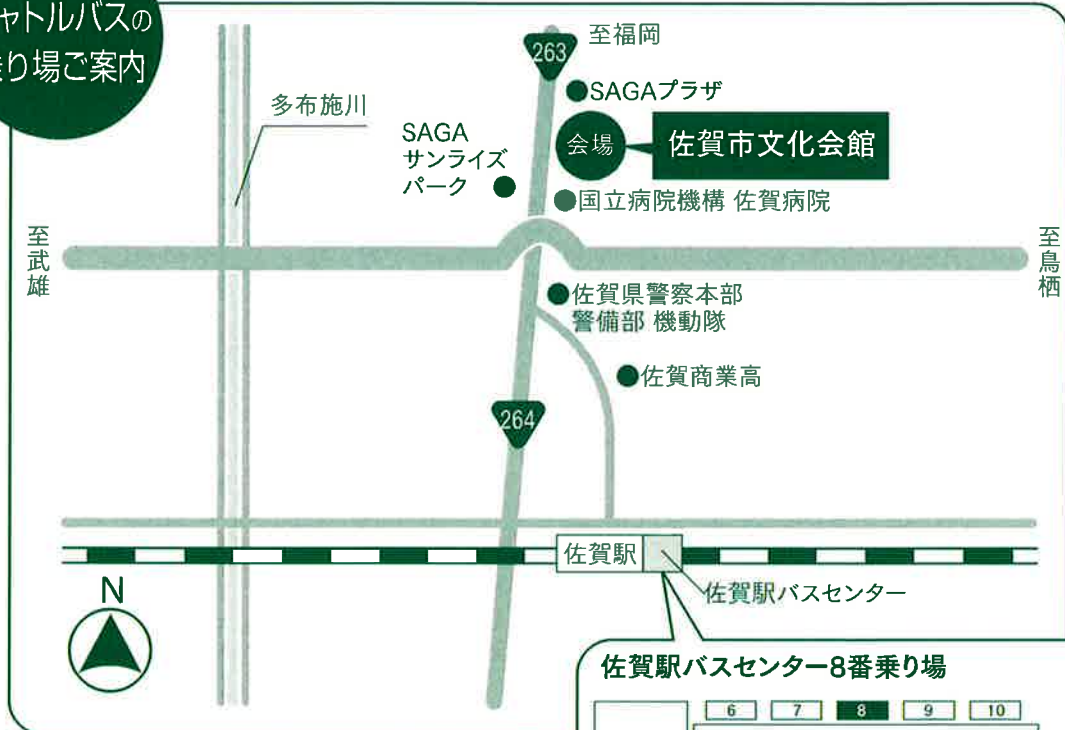 ャトルバスの
り場ご案内
263
至福岡
SAGAプラザ
多布施川
SAGA
サンライズ
パーク
会場
佐賀市文化会館
国立病院機構 佐賀病院
至武雄
至鳥栖
佐賀県警察本部
警備部 機動隊
佐賀商業高
264
佐賀駅
佐賀駅バスセンター
N
佐賀駅バスセンター8番乗り場
6 7 8 9 10